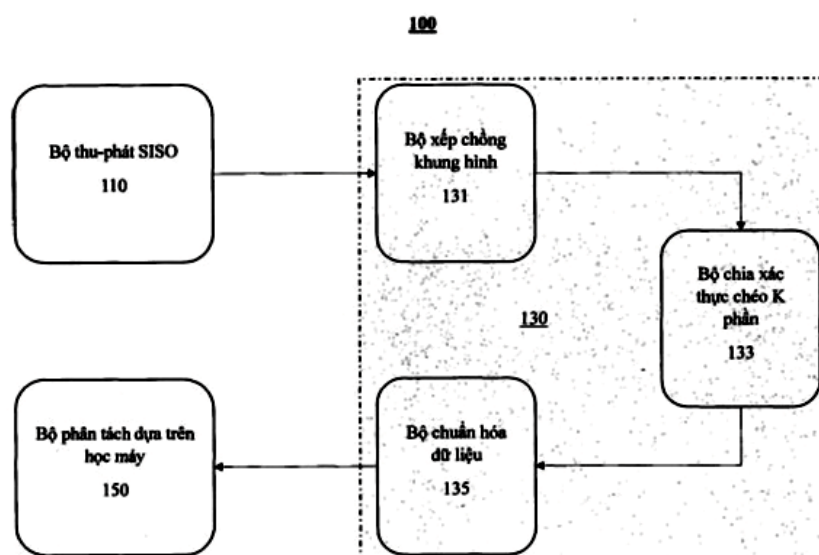 100
Bộ thu-phát SISO
110
Bộ xếp chồng
khung hình
131
Bộ chia xác
thực chéo K
phần
133
130
Bộ phân tách dựa trên
học máy
150
Bộ chuẩn hóa
dữ liệu
135